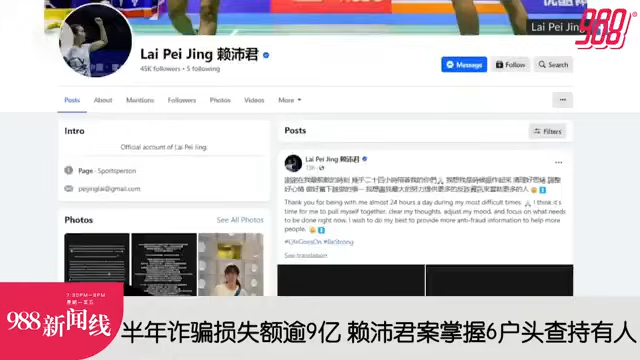 Lai Pei Jing
988
Lai Pei Jing 赖沛君
45K followers • 5 following
Message
Follow
Search
Posts
About
Mentions
Followers
Photos
Videos
More
Intro
Official account of Lai Pei Jing.
Page · Sportsperson
peijinglai@gmail.com
Photos
See All Photos
Posts
Filters
Lai Pei Jing 赖沛君
Thank you for being with me almost 24 hours a day during my most difficult times. I think it's
time for me to pull myself together, clear my thoughts, adjust my mood, and focus on what needs
to be done right now. I wish to do my best to provide more anti-fraud information to help more
people.
#LifeGoesOn #BeStrong
See translation
988新闻线
半年诈骗损失额逾9亿 赖沛君案掌握6户头查持有人